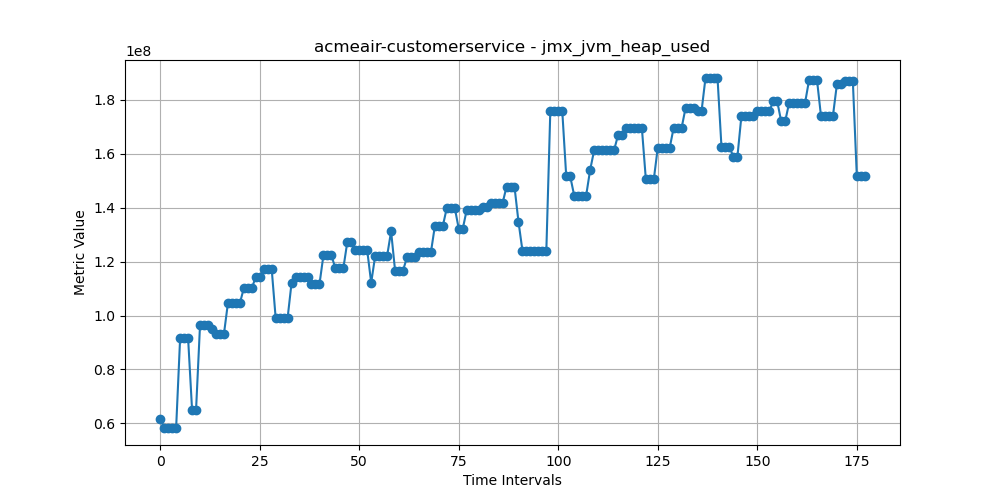 acmeair-customerservice - jmx_jvm_heap_used
1e8
1.8
1.6
1.4
1.2
1.0
0.8
0.6
Metric Value
0 25 50 75 100 125 150 175
Time Intervals